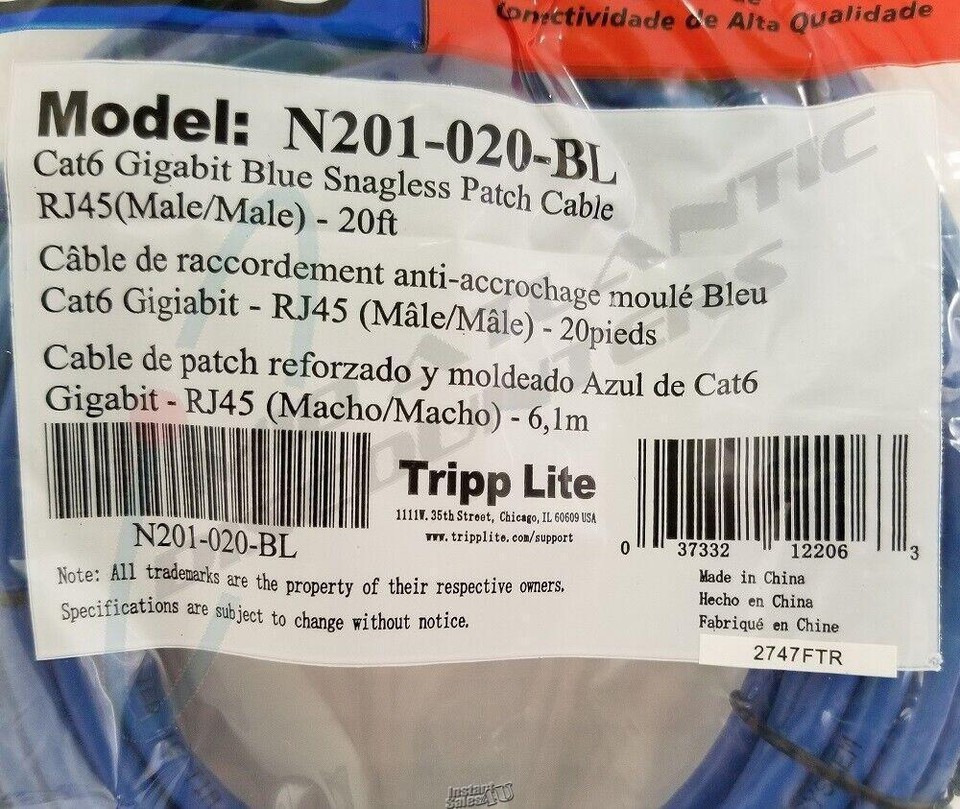 Conectividade de Alta Qualidade
Model: N201-020-BL
Cat6 Gigabit Blue Snagless Patch Cable
RJ45(Male/Male) - 20ft
Câble de raccordement anti-accrochage moulé Bleu
Cat6 Gigiabit - RJ45 (Mâle/Mâle) - 20pieds
Cable de patch reforzado y moldeado Azul de Cat6
Gigabit - RJ45 (Macho/Macho) - 6,1m
N201-020-BL
Tripp Lite
1111W. 35th Street, Chicago, IL 60609 USA
www.tripplite.com/support
0 37332 12206 3
Note: All trademarks are the property of their respective owners.
Specifications are subject to change without notice.
Made in China
Hecho en China
Fabriqué en Chine
2747FTR
Instant
Sales4U